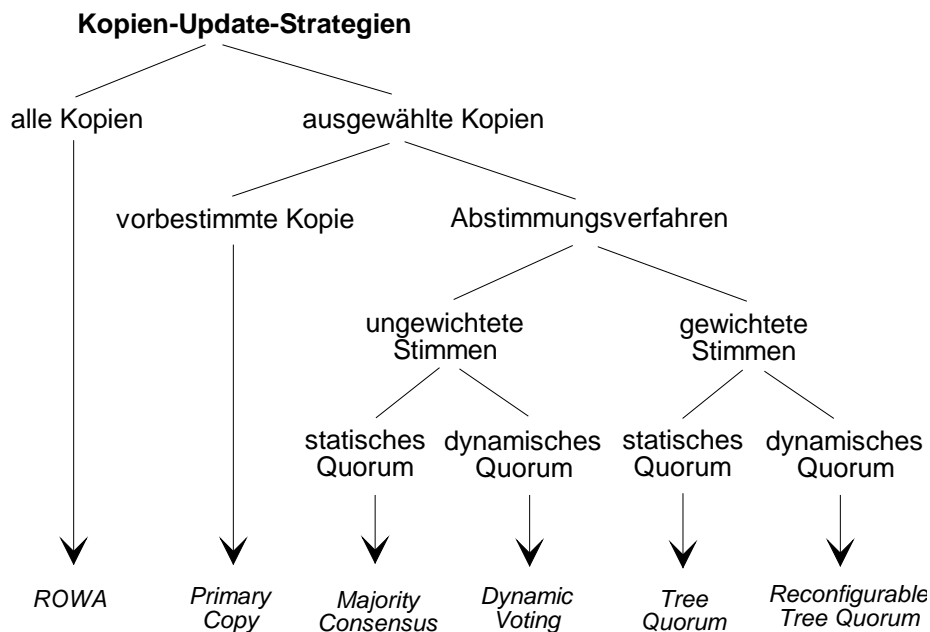 Kopien-Update-Strategien
alle Kopien
ausgewählte Kopien
vorbestimmte Kopie
Abstimmungsverfahren
ungewichtete
Stimmen
gewichtete
Stimmen
statisches
Quorum
dynamisches
Quorum
statisches
Quorum
dynamisches
Quorum
ROWA
Primary
Copy
Majority
Consensus
Dynamic
Voting
Tree
Quorum
Reconfigurable
Tree Quorum